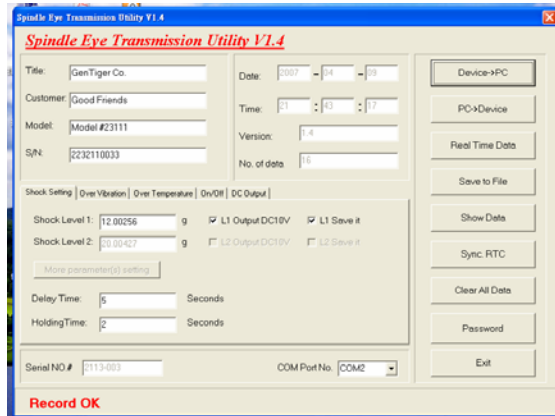 Spindle Eye Transmission Utility V1.4
Spindle Eye Transmission Utility V1.4
Title: GenTiger Co.
Customer: Good Friends
Model: Model #23111
S/N: 2232110033
Date: 2007 - 04 - 09
Time: 21 : 43 : 17
Version: 1.4
No. of data 16
Shock Setting Over Vibration Over Temperature On/Off DC Output
Shock Level 1: 12.00256 g L1 Output DC10V L1 Save it
Shock Level 2: 20.00427 g L2 Output DC10V L2 Save it
More parameter(s) setting
Delay Time: 5 Seconds
HoldingTime: 2 Seconds
Serial NO.# 2113-003
COM Port No. COM2
Device->PC
PC->Device
Real Time Data
Save to File
Show Data
Sync. RTC
Clear All Data
Password
Exit
Record OK